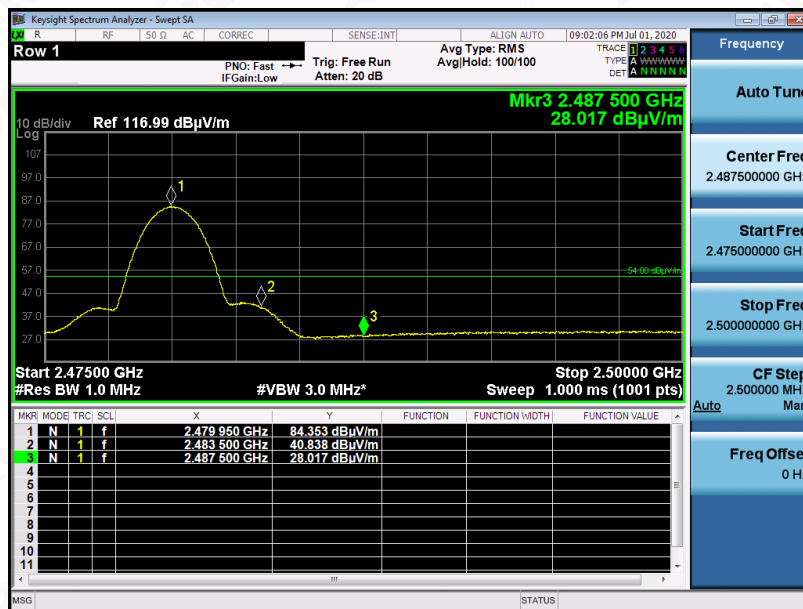 Keysight Spectrum Analyzer - Swept SA
R RF 50 Ω AC CORREC SENSE:INT ALIGN AUTO 09:02:06 PM Jul 01, 2020
Row 1
PNO: Fast
IFGain:Low
Trig: Free Run
Atten: 20 dB
Avg Type: RMS
Avg|Hold: 100/100
TRACE 1 2 3 4 5 6
TYPE A WWWWW
DET A N N N N N
Mkr3 2.487 500 GHz
28.017 dBµV/m
10 dB/div Ref 116.99 dBµV/m
Log
107
97.0
87.0
77.0
67.0
57.0
47.0
37.0
27.0
1
2
3
54.00 dBµV/m
Start 2.47500 GHz Stop 2.50000 GHz
#Res BW 1.0 MHz #VBW 3.0 MHz* Sweep 1.000 ms (1001 pts)
MKR MODE TRC SCL X Y FUNCTION FUNCTION WIDTH FUNCTION VALUE
1 N 1 f 2.479 950 GHz 84.353 dBµV/m
2 N 1 f 2.483 500 GHz 40.838 dBµV/m
3 N 1 f 2.487 500 GHz 28.017 dBµV/m
4
5
6
7
8
9
10
11
MSG STATUS
Frequency
Auto Tune
Center Freq
2.487500000 GHz
Start Freq
2.475000000 GHz
Stop Freq
2.500000000 GHz
CF Step
2.500000 MHz
Auto Man
Freq Offset
0 Hz